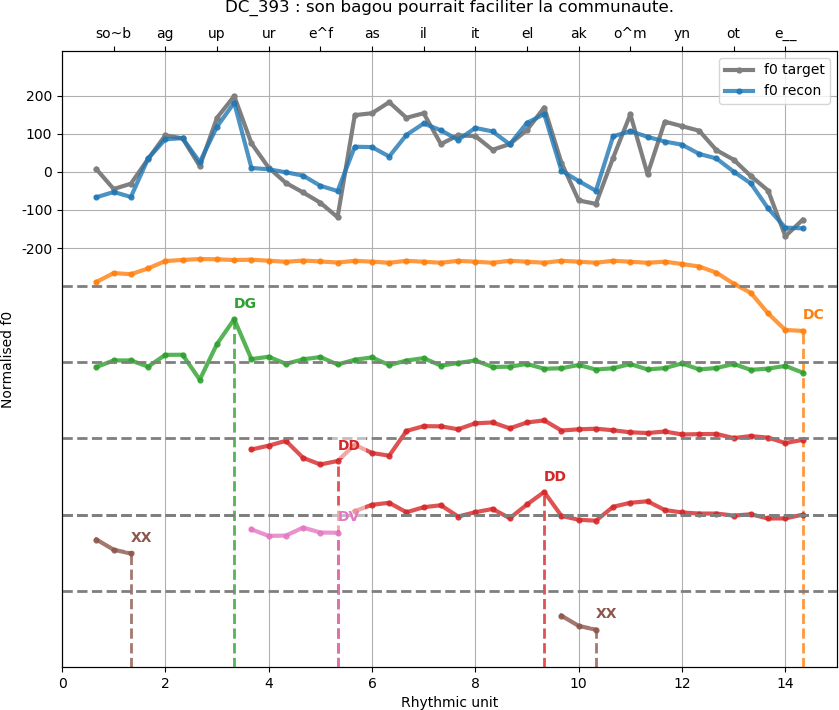 DC_393 : son bagou pourrait faciliter la communaute.
so~b ag up ur e^f as il it el ak o^m yn ot e__
f0 target
f0 recon
200
100
0
-100
-200
Normalised f0
DG
DC
DD
DD
DV
XX
XX
0 2 4 6 8 10 12 14
Rhythmic unit